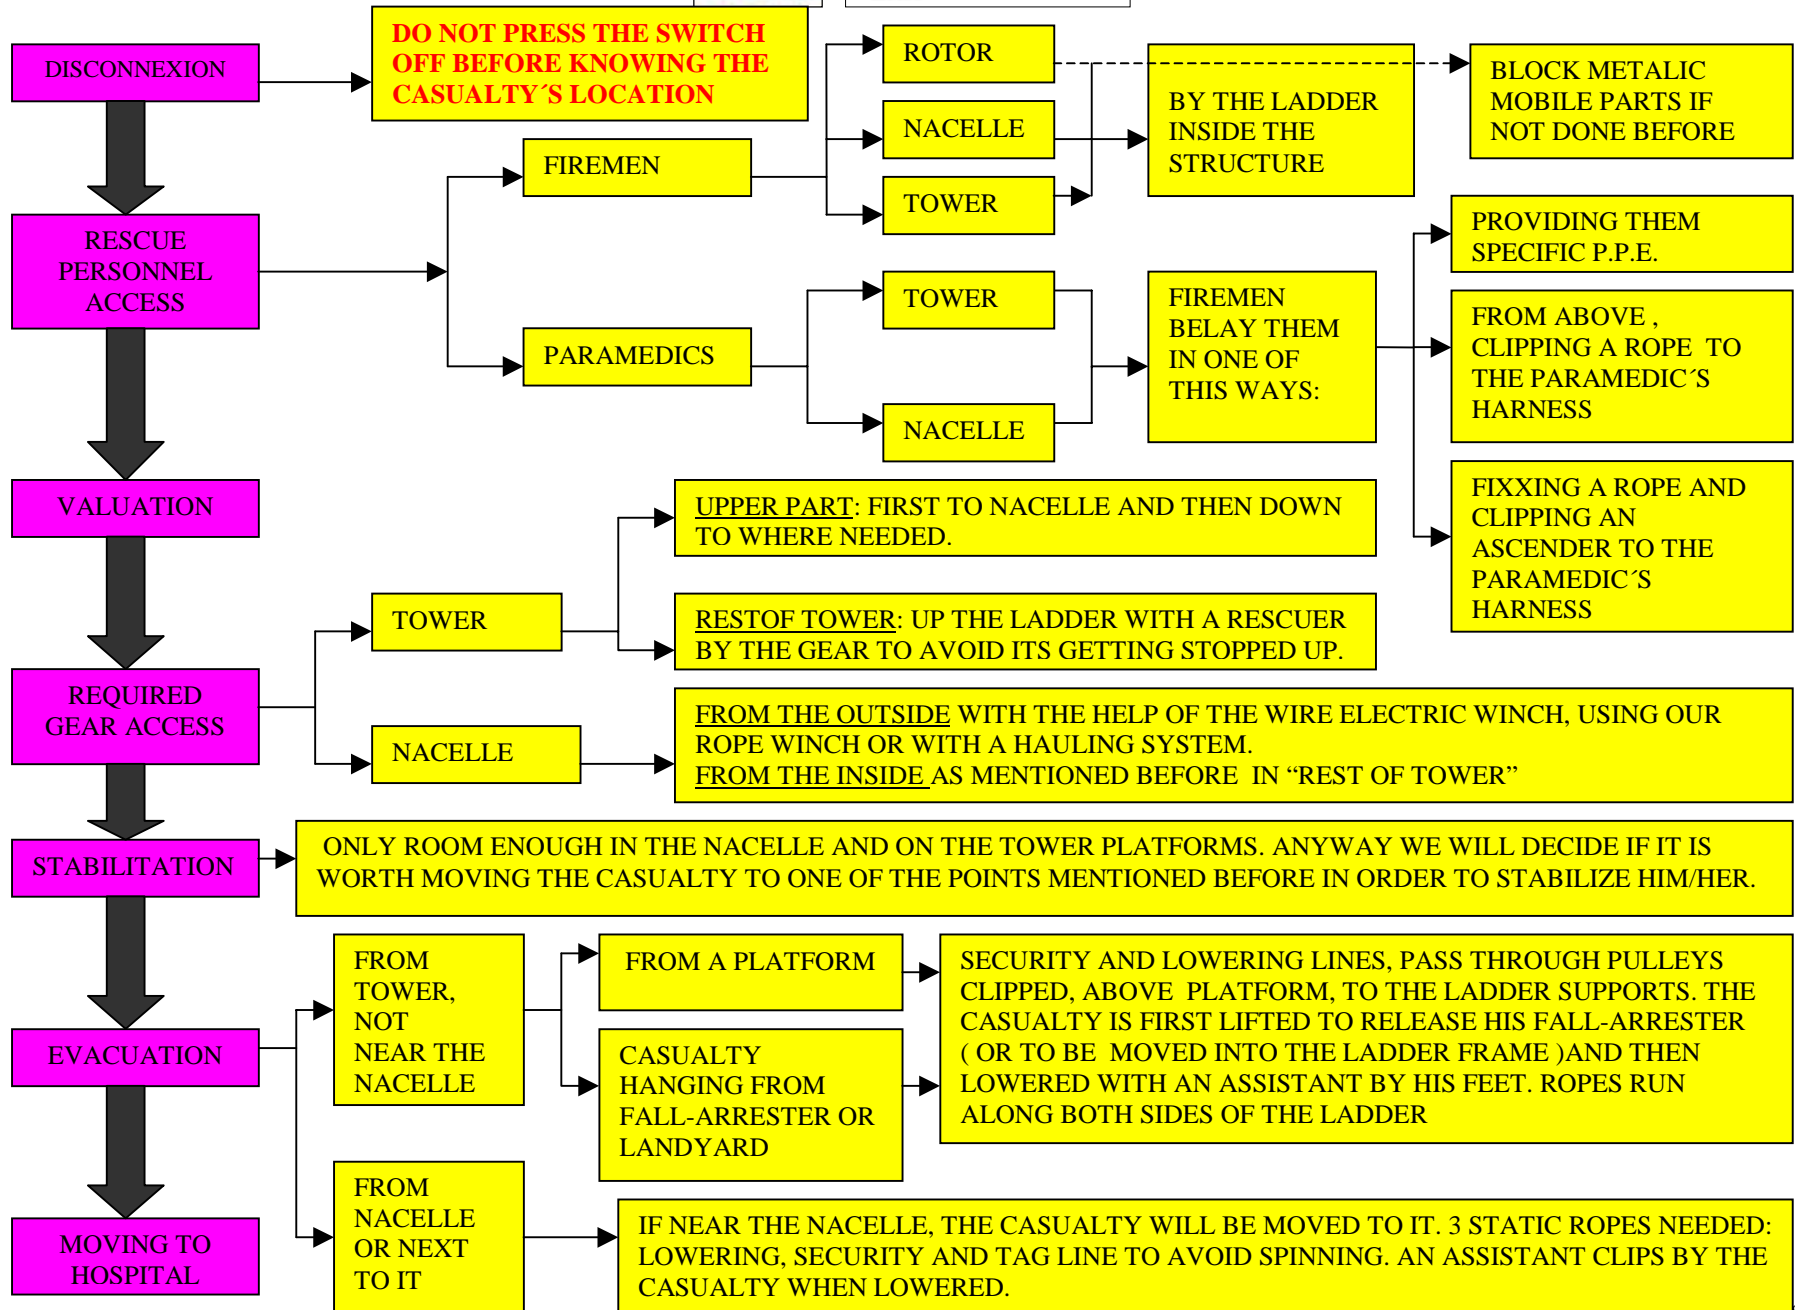 DISCONNEXION
DO NOT PRESS THE SWITCH
OFF BEFORE KNOWING THE
CASUALTY´S LOCATION
RESCUE
PERSONNEL
ACCESS
FIREMEN
ROTOR
NACELLE
TOWER
BY THE LADDER
INSIDE THE
STRUCTURE
BLOCK METALIC
MOBILE PARTS IF
NOT DONE BEFORE
PARAMEDICS
TOWER
NACELLE
FIREMEN
BELAY THEM
IN ONE OF
THIS WAYS:
PROVIDING THEM
SPECIFIC P.P.E.
FROM ABOVE ,
CLIPPING A ROPE TO
THE PARAMEDIC´S
HARNESS
FIXXING A ROPE AND
CLIPPING AN
ASCENDER TO THE
PARAMEDIC´S
HARNESS
VALUATION
REQUIRED
GEAR ACCESS
TOWER
UPPER PART: FIRST TO NACELLE AND THEN DOWN
TO WHERE NEEDED.
RESTOF TOWER: UP THE LADDER WITH A RESCUER
BY THE GEAR TO AVOID ITS GETTING STOPPED UP.
NACELLE
FROM THE OUTSIDE WITH THE HELP OF THE WIRE ELECTRIC WINCH, USING OUR
ROPE WINCH OR WITH A HAULING SYSTEM.
FROM THE INSIDE AS MENTIONED BEFORE IN “REST OF TOWER”
STABILITATION
ONLY ROOM ENOUGH IN THE NACELLE AND ON THE TOWER PLATFORMS. ANYWAY WE WILL DECIDE IF IT IS
WORTH MOVING THE CASUALTY TO ONE OF THE POINTS MENTIONED BEFORE IN ORDER TO STABILIZE HIM/HER.
EVACUATION
FROM
TOWER,
NOT
NEAR THE
NACELLE
FROM A PLATFORM
CASUALTY
HANGING FROM
FALL-ARRESTER OR
LANDYARD
SECURITY AND LOWERING LINES, PASS THROUGH PULLEYS
CLIPPED, ABOVE PLATFORM, TO THE LADDER SUPPORTS. THE
CASUALTY IS FIRST LIFTED TO RELEASE HIS FALL-ARRESTER
( OR TO BE MOVED INTO THE LADDER FRAME )AND THEN
LOWERED WITH AN ASSISTANT BY HIS FEET. ROPES RUN
ALONG BOTH SIDES OF THE LADDER
FROM
NACELLE
OR NEXT
TO IT
IF NEAR THE NACELLE, THE CASUALTY WILL BE MOVED TO IT. 3 STATIC ROPES NEEDED:
LOWERING, SECURITY AND TAG LINE TO AVOID SPINNING. AN ASSISTANT CLIPS BY THE
CASUALTY WHEN LOWERED.
MOVING TO
HOSPITAL